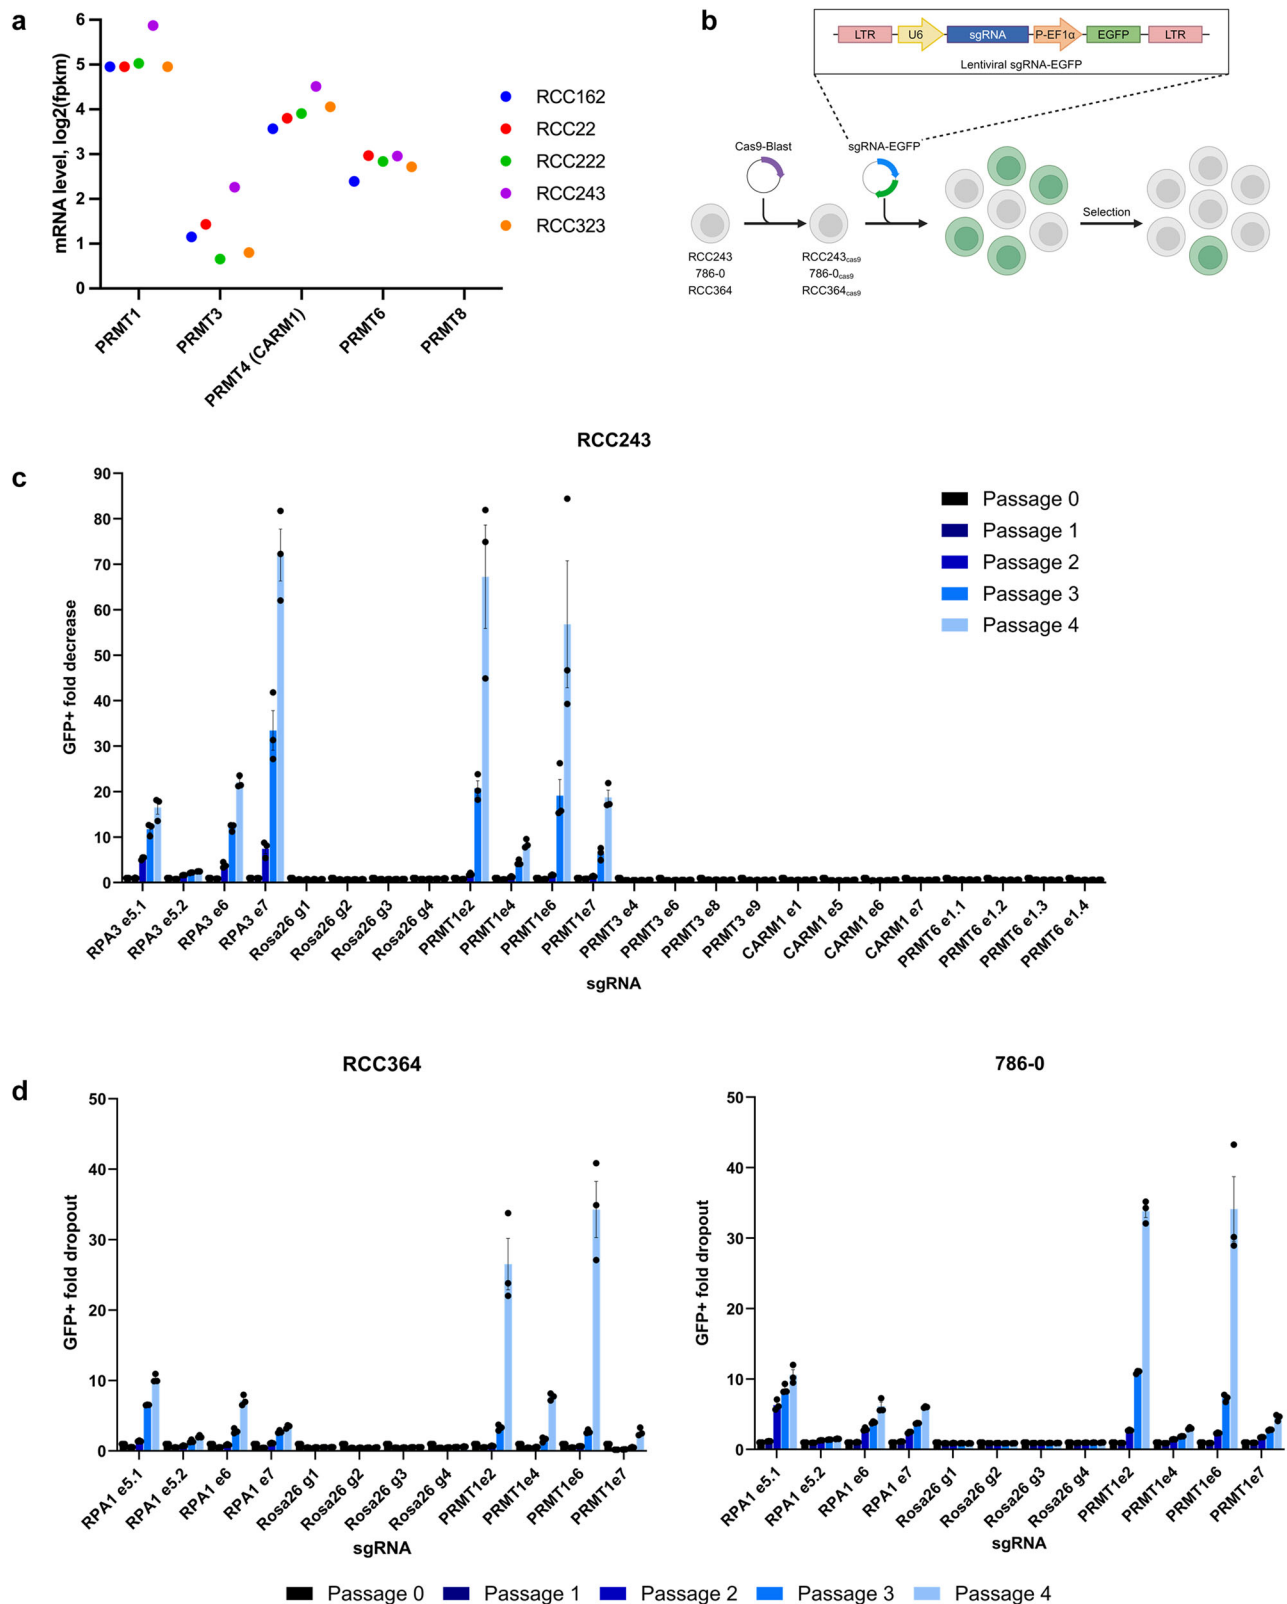 a
mRNA level, log2(fpkm)
6
5
4
3
2
1
0
PRMT1
PRMT3
PRMT4 (CARM1)
PRMT6
PRMT8
RCC162
RCC22
RCC222
RCC243
RCC323
b
LTR
U6
sgRNA
P-EF1α
EGFP
LTR
Lentiviral sgRNA-EGFP
Cas9-Blast
sgRNA-EGFP
Selection
RCC243
786-0
RCC364
RCC243cas9
786-0cas9
RCC364cas9
RCC243
c
GFP+ fold decrease
90
80
70
60
50
40
30
20
10
0
RPA3 e5.1
RPA3 e5.2
RPA3 e6
RPA3 e7
Rosa26 g1
Rosa26 g2
Rosa26 g3
Rosa26 g4
PRMT1e2
PRMT1e4
PRMT1e6
PRMT1e7
PRMT3 e4
PRMT3 e6
PRMT3 e8
PRMT3 e9
CARM1 e1
CARM1 e5
CARM1 e6
CARM1 e7
PRMT6 e1.1
PRMT6 e1.2
PRMT6 e1.3
PRMT6 e1.4
sgRNA
Passage 0
Passage 1
Passage 2
Passage 3
Passage 4
d
RCC364
GFP+ fold dropout
50
40
30
20
10
0
RPA1 e5.1
RPA1 e5.2
RPA1 e6
RPA1 e7
Rosa26 g1
Rosa26 g2
Rosa26 g3
Rosa26 g4
PRMT1e2
PRMT1e4
PRMT1e6
PRMT1e7
sgRNA
786-0
GFP+ fold dropout
50
40
30
20
10
0
RPA1 e5.1
RPA1 e5.2
RPA1 e6
RPA1 e7
Rosa26 g1
Rosa26 g2
Rosa26 g3
Rosa26 g4
PRMT1e2
PRMT1e4
PRMT1e6
PRMT1e7
sgRNA
Passage 0
Passage 1
Passage 2
Passage 3
Passage 4